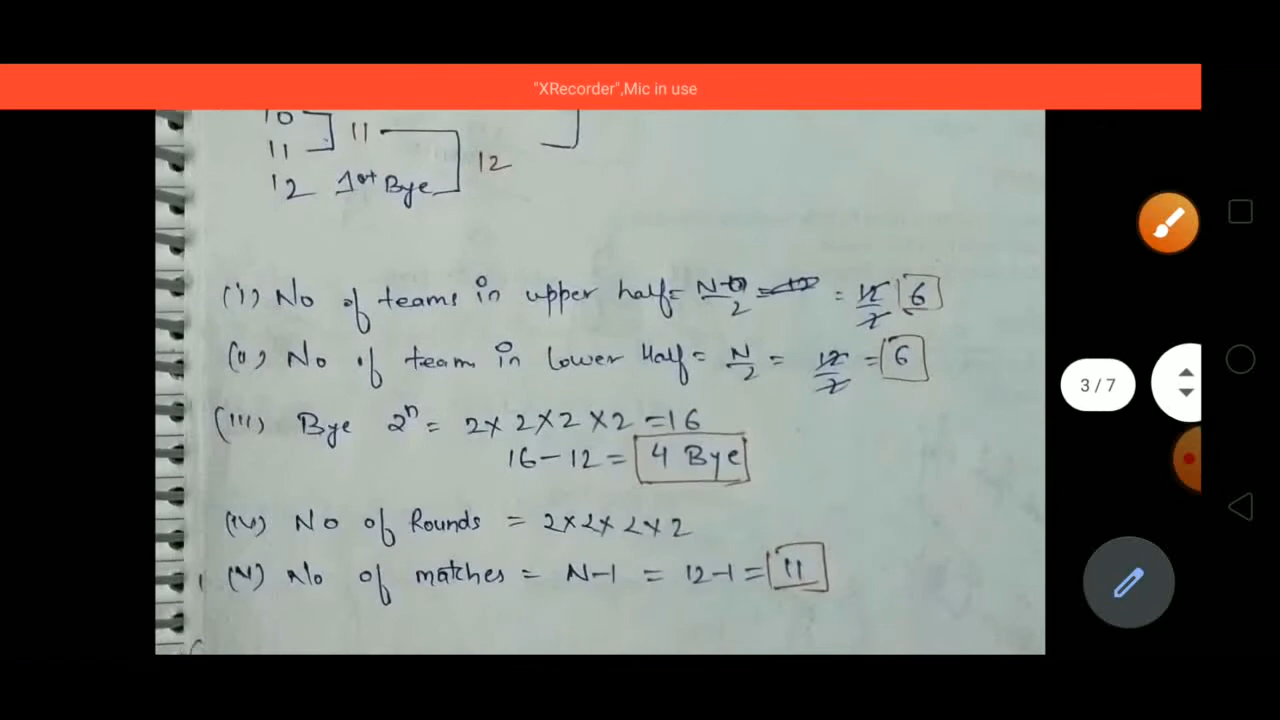 "XRecorder",Mic in use
10
11
11
12
12 1st Bye
(i) No of teams in upper half = N/2 = 12/2 6
(ii) No of team in lower Half = N/2 = 12/2 = 6
3 / 7
(iii) Bye 2ⁿ = 2×2×2×2 =16
16-12 = 4 Bye
(iv) No of Rounds = 2×2×2×2
(v) No of matches = N-1 = 12-1 = 11